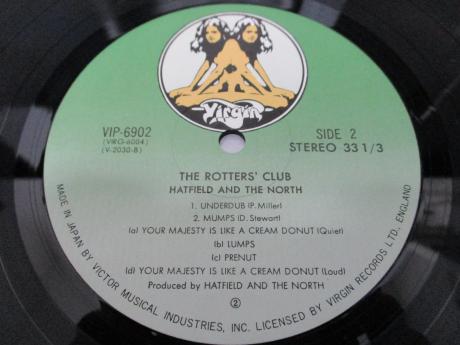 Virgin
VIP-6902
(VIRG-6004)
(V-2030-B)
SIDE 2
STEREO 33 1/3
THE ROTTERS' CLUB
HATFIELD AND THE NORTH
1. UNDERDUB (P. Miller)
2. MUMPS (D. Stewart)
(a) YOUR MAJESTY IS LIKE A CREAM DONUT (Quiet)
(b) LUMPS
(c) PRENUT
(d) YOUR MAJESTY IS LIKE A CREAM DONUT (Loud)
Produced by HATFIELD AND THE NORTH
2
MADE IN JAPAN BY VICTOR MUSICAL INDUSTRIES, INC. LICENSED BY VIRGIN RECORDS LTD. ENGLAND